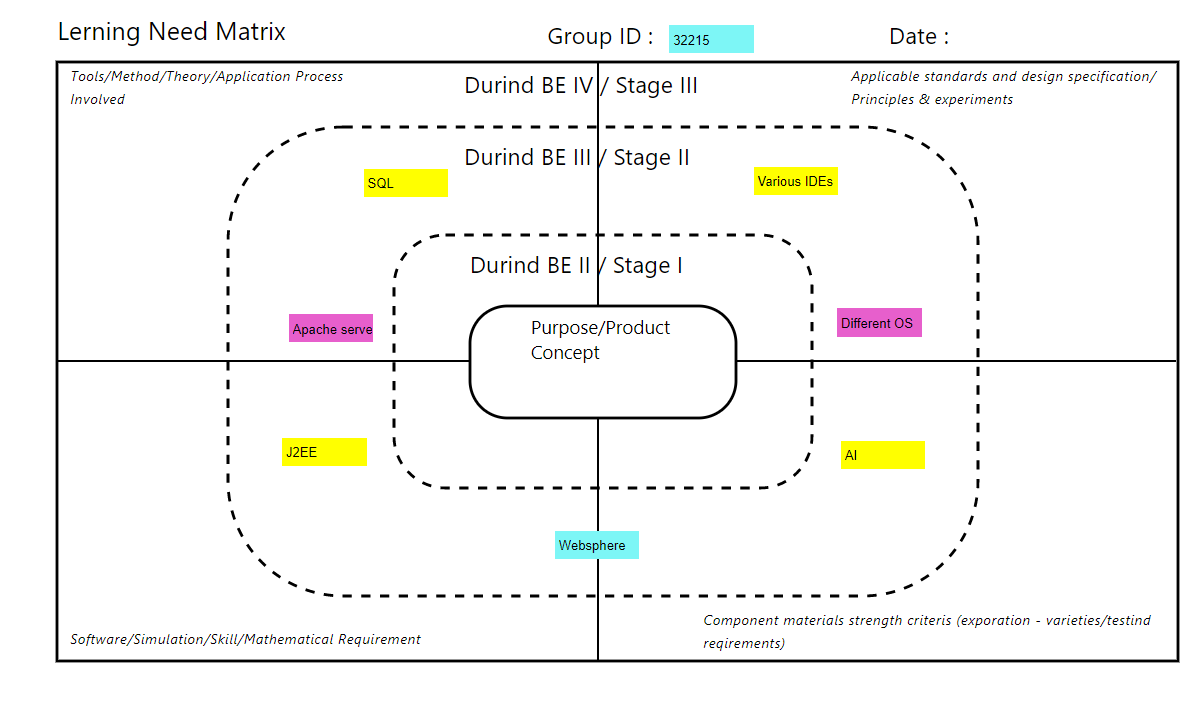 Lerning Need Matrix
Group ID :
32215
Date :
Tools/Method/Theory/Application Process
Involved
Durind BE IV / Stage III
Applicable standards and design specification/
Principles & experiments
Durind BE III / Stage II
SQL
Various IDEs
Durind BE II / Stage I
Apache serve
Purpose/Product
Concept
Different OS
J2EE
AI
Websphere
Software/Simulation/Skill/Mathematical Requirement
Component materials strength criteris (exporation - varieties/testind
reqirements)